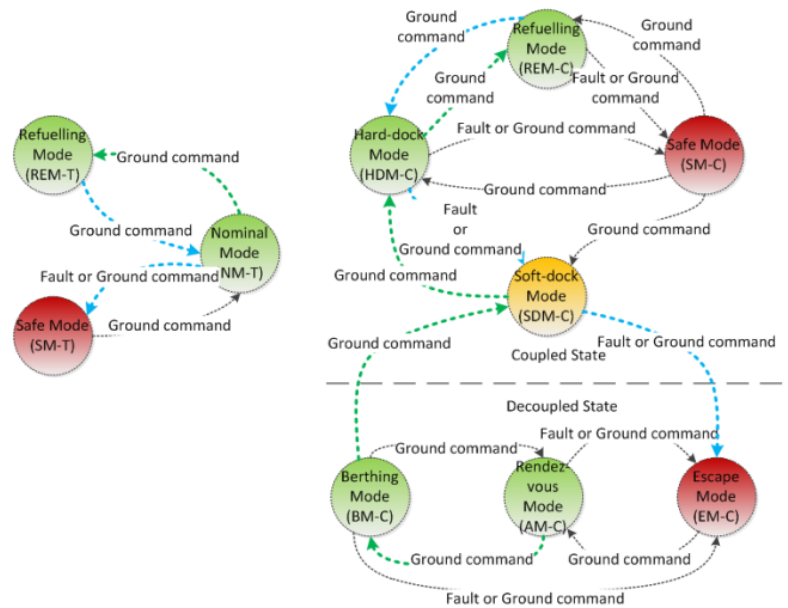 Ground
command
Refuelling
Mode
(REM-C)
Ground
command
Ground
command
Fault or Ground
command
Refuelling
Mode
(REM-T)
Ground command
Hard-dock
Mode
(HDM-C)
Fault or Ground command
Safe Mode
(SM-C)
Ground command
Fault
or
Ground command
Ground command
Ground command
Nominal
Mode
(NM-T)
Fault or Ground command
Ground command
Soft-dock
Mode
(SDM-C)
Safe Mode
(SM-T)
Ground command
Ground command
Fault or Ground command
Coupled State
Decoupled State
Fault or Ground command
Ground command
Berthing
Mode
(BM-C)
Rendez-
vous
Mode
(AM-C)
Escape
Mode
(EM-C)
Ground command
Ground command
Fault or Ground command